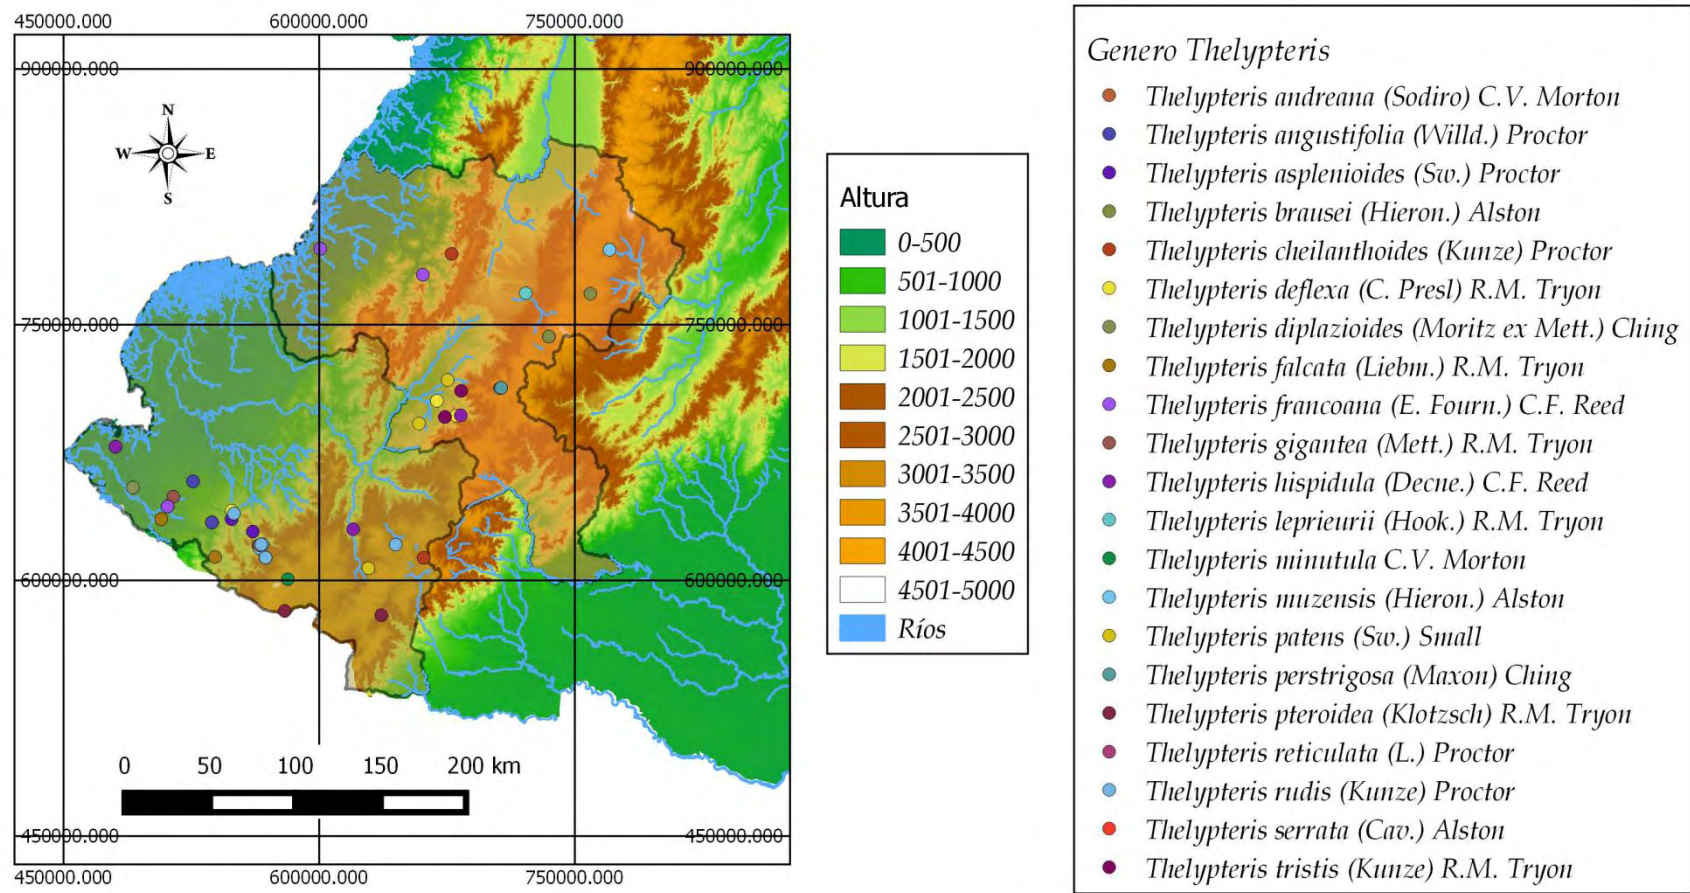 450000.000 600000.000 750000.000
900000.000 900000.000
N
W E
S
750000.000 750000.000
600000.000 600000.000
0 50 100 150 200 km
450000.000 450000.000
450000.000 600000.000 750000.000
Altura
0-500
501-1000
1001-1500
1501-2000
2001-2500
2501-3000
3001-3500
3501-4000
4001-4500
4501-5000
Ríos
Genero Thelypteris
Thelypteris andreana (Sodiro) C.V. Morton
Thelypteris angustifolia (Willd.) Proctor
Thelypteris asplenioides (Sw.) Proctor
Thelypteris brausei (Hieron.) Alston
Thelypteris cheilanthoides (Kunze) Proctor
Thelypteris deflexa (C. Presl) R.M. Tryon
Thelypteris diplazioides (Moritz ex Mett.) Ching
Thelypteris falcata (Liebm.) R.M. Tryon
Thelypteris francoana (E. Fourn.) C.F. Reed
Thelypteris gigantea (Mett.) R.M. Tryon
Thelypteris hispidula (Decne.) C.F. Reed
Thelypteris leprieurii (Hook.) R.M. Tryon
Thelypteris minutula C.V. Morton
Thelypteris muzensis (Hieron.) Alston
Thelypteris patens (Sw.) Small
Thelypteris perstrigosa (Maxon) Ching
Thelypteris pteroidea (Klotzsch) R.M. Tryon
Thelypteris reticulata (L.) Proctor
Thelypteris rudis (Kunze) Proctor
Thelypteris serrata (Cav.) Alston
Thelypteris tristis (Kunze) R.M. Tryon